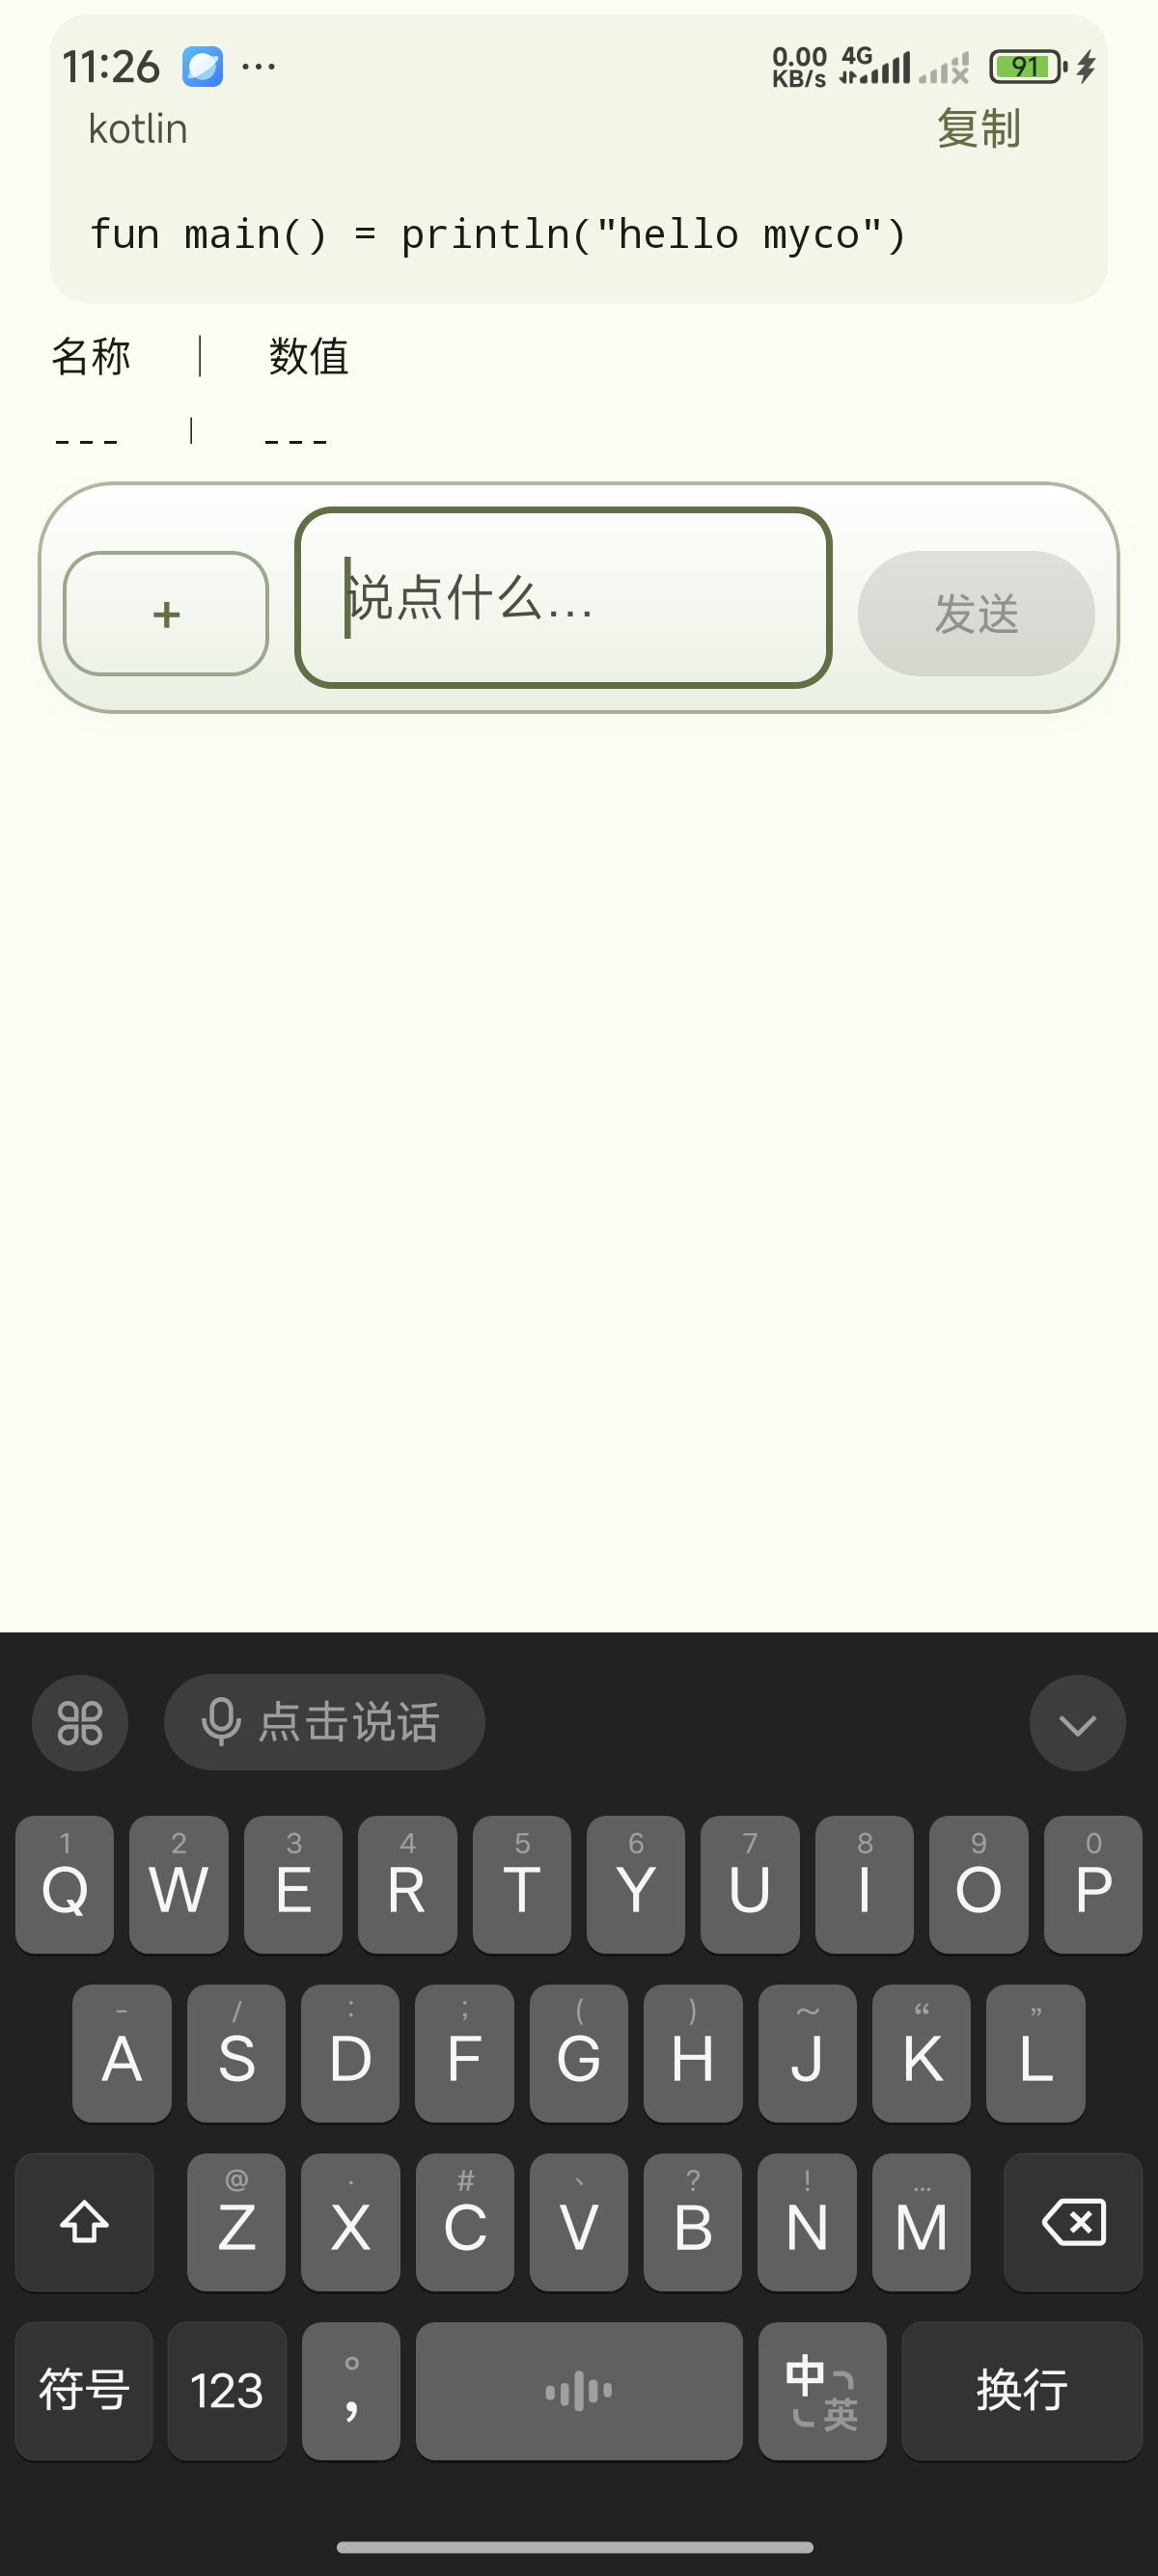 11:26 ... 0.00 KB/s 4G 91
kotlin 复制
fun main() = println("hello myco")
名称 | 数值
--- | ---
+ 说点什么... 发送
点击说话
1 2 3 4 5 6 7 8 9 0
Q W E R T Y U I O P
- / : ; ( ) ~ “ ”
A S D F G H J K L
@ . # 、 ? ! ...
Z X C V B N M
符号 123 。， 中 英 换行